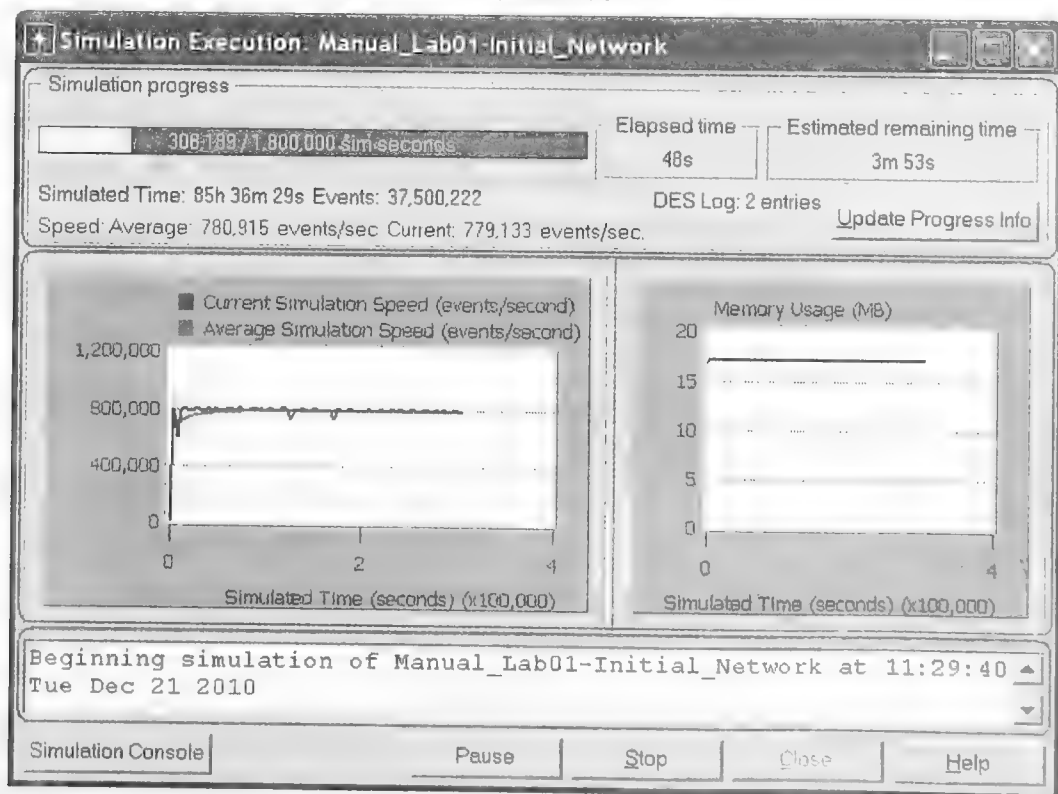 Simulation Execution: Manual_Lab01-Initial_Network
Simulation progress
308,189 / 1,800,000 sim seconds
Elapsed time
48s
Estimated remaining time
3m 53s
Simulated Time: 85h 36m 29s Events: 37,500,222
DES Log: 2 entries
Update Progress Info
Speed: Average: 780,915 events/sec Current: 779,133 events/sec.
Current Simulation Speed (events/second)
Average Simulation Speed (events/second)
1,200,000
800,000
400,000
0
0
2
4
Simulated Time (seconds) (x100,000)
Memory Usage (MB)
20
15
10
5
0
0
4
Simulated Time (seconds) (x100,000)
Beginning simulation of Manual_Lab01-Initial_Network at 11:29:40
Tue Dec 21 2010
Simulation Console
Pause
Stop
Close
Help